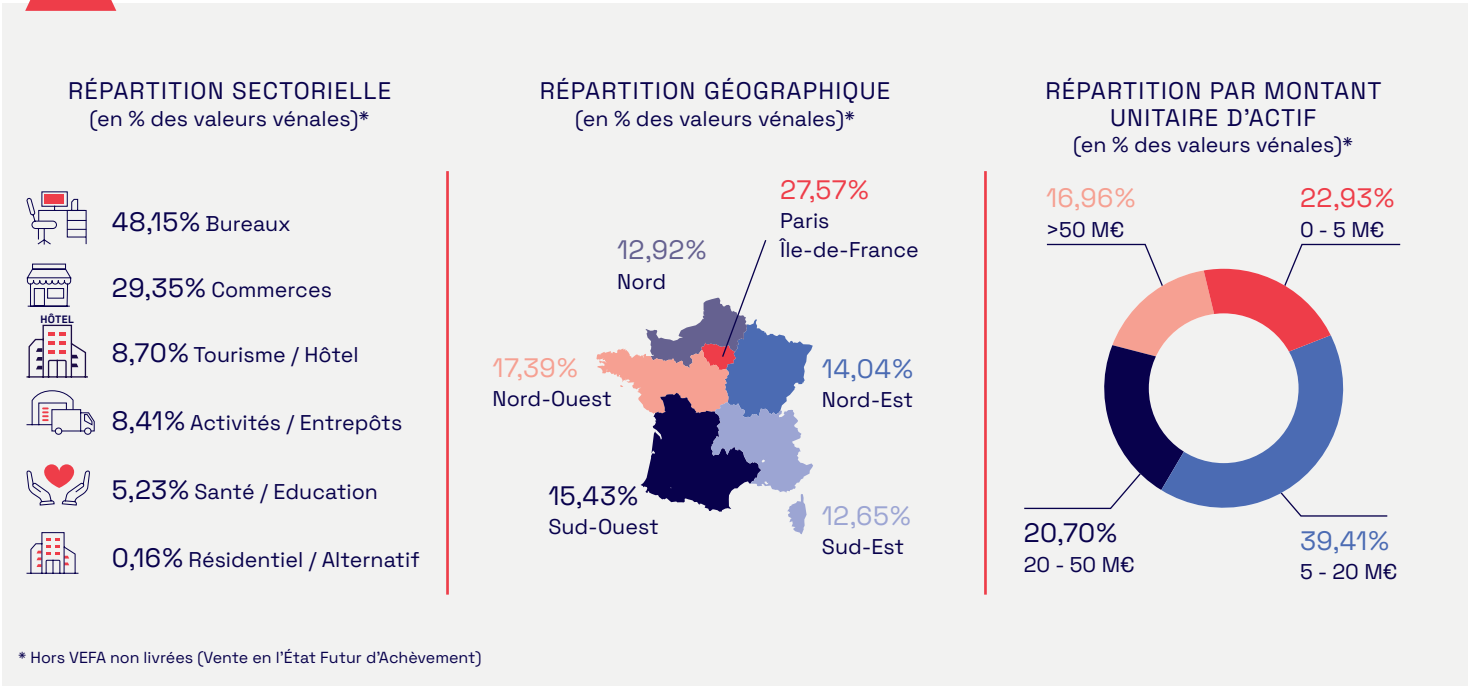 RÉPARTITION SECTORIELLE
(en % des valeurs vénales)*
48,15% Bureaux
29,35% Commerces
HÔTEL
8,70% Tourisme / Hôtel
8,41% Activités / Entrepôts
5,23% Santé / Education
0,16% Résidentiel / Alternatif
RÉPARTITION GÉOGRAPHIQUE
(en % des valeurs vénales)*
27,57%
Paris
Île-de-France
12,92%
Nord
17,39%
Nord-Ouest
14,04%
Nord-Est
15,43%
Sud-Ouest
12,65%
Sud-Est
RÉPARTITION PAR MONTANT
UNITAIRE D'ACTIF
(en % des valeurs vénales)*
16,96%
>50 M€
22,93%
0 - 5 M€
20,70%
20 - 50 M€
39,41%
5 - 20 M€
* Hors VEFA non livrées (Vente en l'État Futur d'Achèvement)